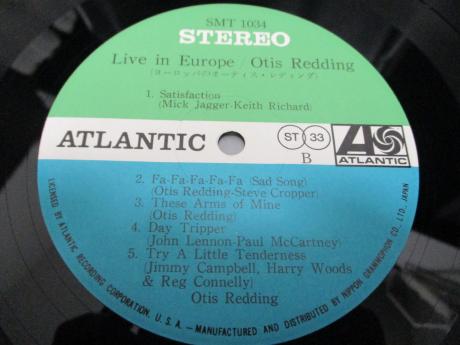 SMT 1034
STEREO
Live in Europe / Otis Redding
(ヨーロッパのオーティス・レディング)
1. Satisfaction
(Mick Jagger-Keith Richard)
ATLANTIC
ST 33
B
ATLANTIC
2. Fa-Fa-Fa-Fa-Fa (Sad Song)
(Otis Redding-Steve Cropper)
3. These Arms of Mine
(Otis Redding)
4. Day Tripper
(John Lennon-Paul McCartney)
5. Try A Little Tenderness
(Jimmy Campbell, Harry Woods
& Reg Connelly)
Otis Redding
LICENSED BY ATLANTIC RECORDING CORPORATION, U.S.A.-MANUFACTURED AND DISTRIBUTED BY NIPPON GRAMMOPHON CO., LTD., JAPAN